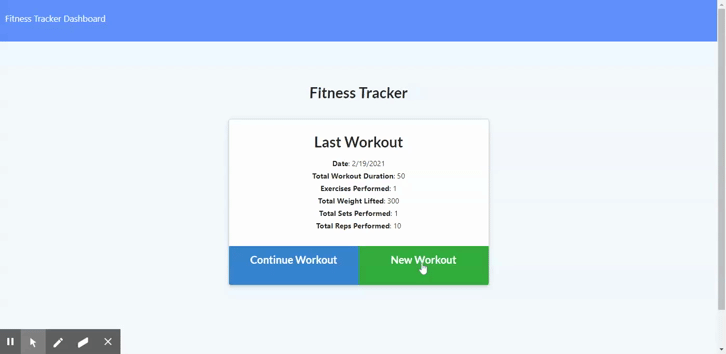 Fitness Tracker Dashboard
Fitness Tracker
Last Workout
Date: 2/19/2021
Total Workout Duration: 50
Exercises Performed: 1
Total Weight Lifted: 300
Total Sets Performed: 1
Total Reps Performed: 10
Continue Workout
New Workout